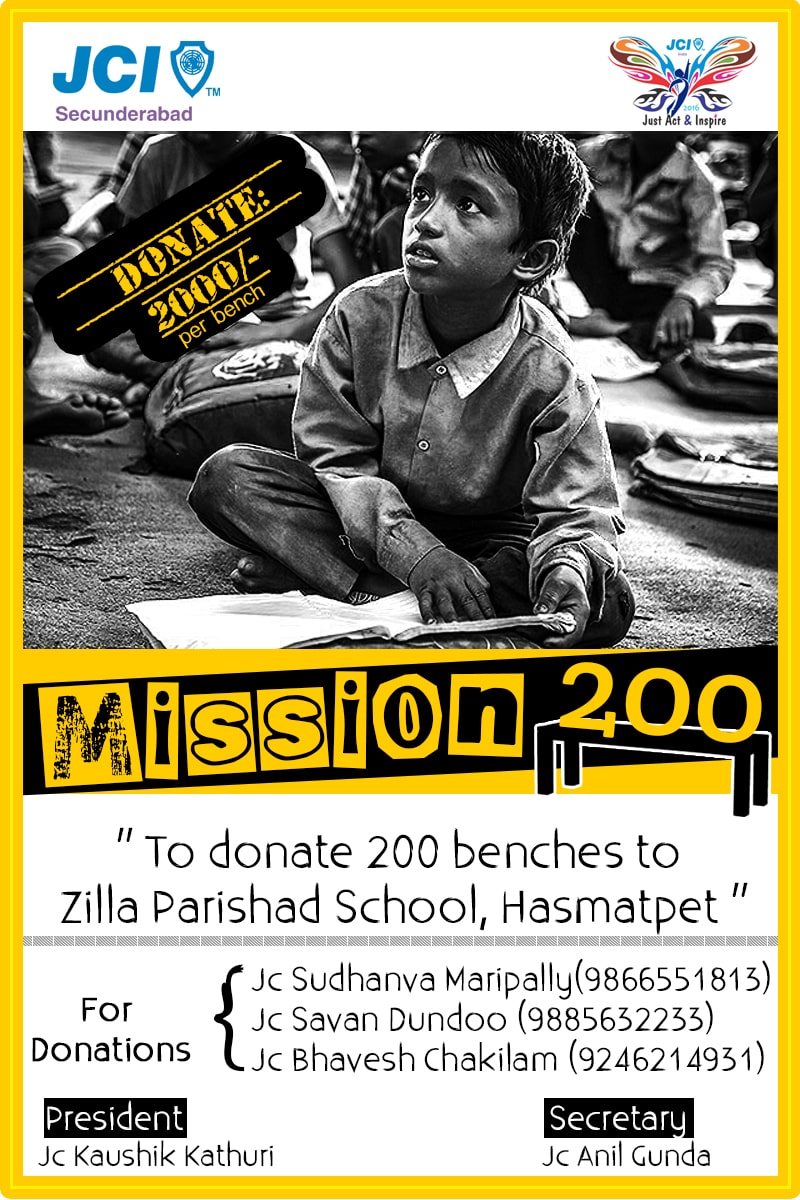 JCI TM
Secunderabad
JCI
india
2016
Just Act & Inspire
DONATE:
2000/-
per bench
Mission 200
" To donate 200 benches to
Zilla Parishad School, Hasmatpet "
For
Donations
{
Jc Sudhanva Maripally(9866551813)
Jc Savan Dundoo (9885632233)
Jc Bhavesh Chakilam (9246214931)
President
Jc Kaushik Kathuri
Secretary
Jc Anil Gunda